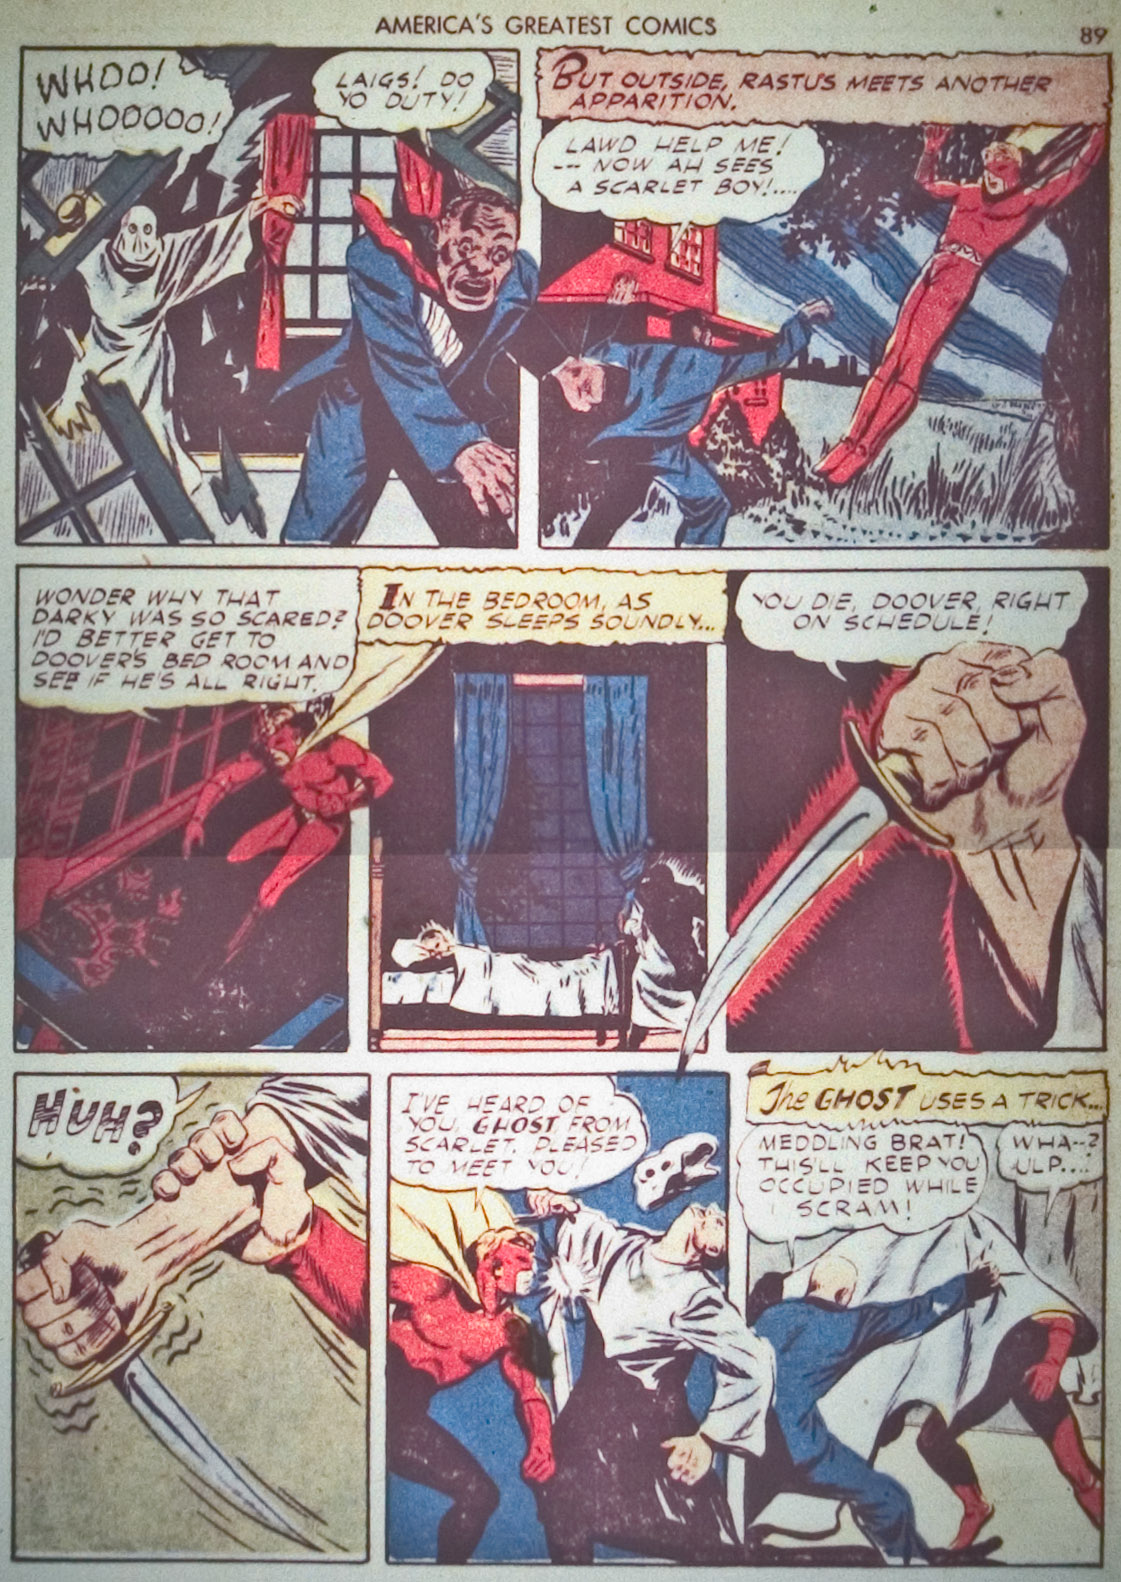 AMERICA'S GREATEST COMICS
89
WHOO!
WHOOOOO!
LAIGS! DO
YO DUTY!
BUT OUTSIDE, RASTUS MEETS ANOTHER
APPARITION.
LAWD HELP ME!
-- NOW AH SEES
A SCARLET BOY!....
WONDER WHY THAT
DARKY WAS SO SCARED?
I'D BETTER GET TO
DOOVER'S BED ROOM AND
SEE IF HE'S ALL RIGHT.
IN THE BEDROOM, AS
DOOVER SLEEPS SOUNDLY...
YOU DIE, DOOVER, RIGHT
ON SCHEDULE!
HUH?
I'VE HEARD OF
YOU, GHOST FROM
SCARLET. PLEASED
TO MEET YOU!
The GHOST USES A TRICK...
MEDDLING BRAT!
THIS'LL KEEP YOU
OCCUPIED WHILE
I SCRAM!
WHA--?
ULP....